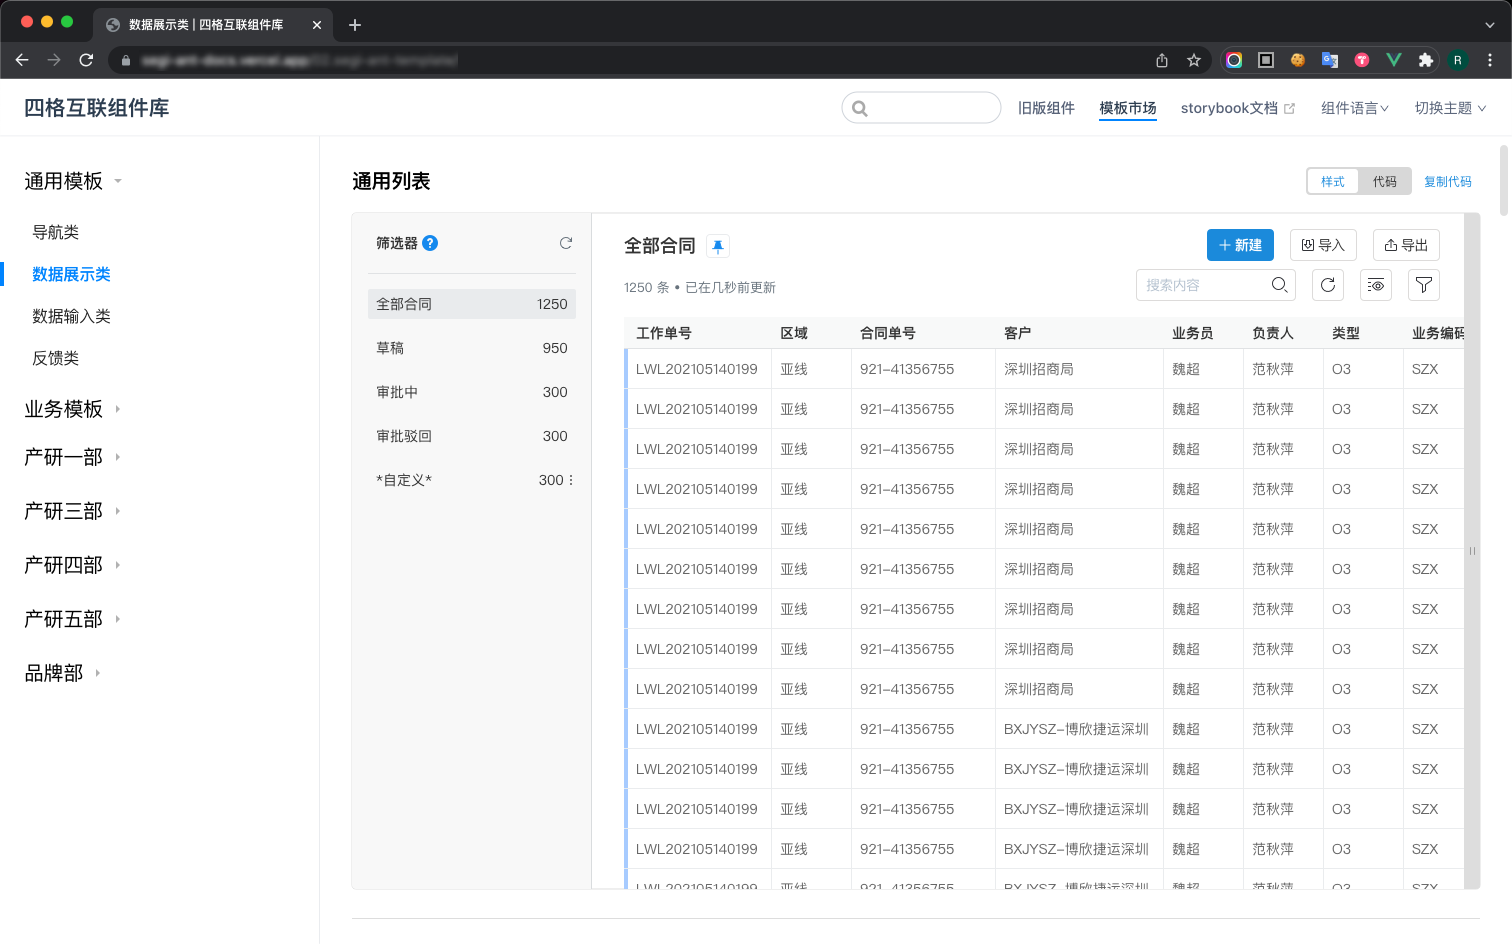 数据展示类 | 四格互联组件库
R
四格互联组件库
旧版组件 模板市场 storybook文档 组件语言 切换主题
通用模板
导航类
数据展示类
数据输入类
反馈类
业务模板
产研一部
产研三部
产研四部
产研五部
品牌部
通用列表
样式 代码 复制代码
筛选器 ?
全部合同 1250
草稿 950
审批中 300
审批驳回 300
*自定义* 300
全部合同
新建 导入 导出
1250 条 • 已在几秒前更新
搜索内容
工作单号 区域 合同单号 客户 业务员 负责人 类型 业务编码
LWL202105140199 亚线 921-41356755 深圳招商局 魏超 范秋萍 O3 SZX
LWL202105140199 亚线 921-41356755 深圳招商局 魏超 范秋萍 O3 SZX
LWL202105140199 亚线 921-41356755 深圳招商局 魏超 范秋萍 O3 SZX
LWL202105140199 亚线 921-41356755 深圳招商局 魏超 范秋萍 O3 SZX
LWL202105140199 亚线 921-41356755 深圳招商局 魏超 范秋萍 O3 SZX
LWL202105140199 亚线 921-41356755 深圳招商局 魏超 范秋萍 O3 SZX
LWL202105140199 亚线 921-41356755 深圳招商局 魏超 范秋萍 O3 SZX
LWL202105140199 亚线 921-41356755 深圳招商局 魏超 范秋萍 O3 SZX
LWL202105140199 亚线 921-41356755 深圳招商局 魏超 范秋萍 O3 SZX
LWL202105140199 亚线 921-41356755 BXJYSZ-博欣捷运深圳 魏超 范秋萍 O3 SZX
LWL202105140199 亚线 921-41356755 BXJYSZ-博欣捷运深圳 魏超 范秋萍 O3 SZX
LWL202105140199 亚线 921-41356755 BXJYSZ-博欣捷运深圳 魏超 范秋萍 O3 SZX
LWL202105140199 亚线 921-41356755 BXJYSZ-博欣捷运深圳 魏超 范秋萍 O3 SZX
LWL202105140199 亚线 921-41356755 BXJYSZ-博欣捷运深圳 魏超 范秋萍 O3 SZX